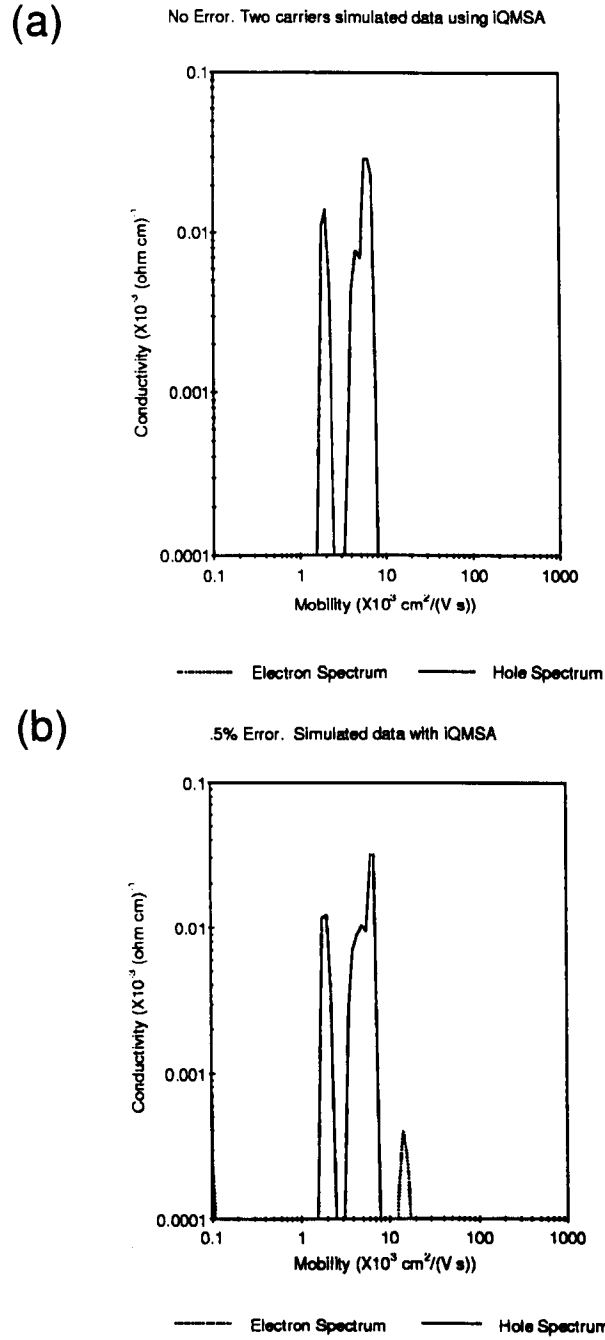 (a)
No Error. Two carriers simulated data using iQMSA
0.1
0.01
0.001
0.0001
Conductivity (X10⁻³ (ohm cm)⁻¹
0.1 1 10 100 1000
Mobility (X10³ cm²/(V s))
Electron Spectrum Hole Spectrum
(b)
.5% Error. Simulated data with iQMSA
0.1
0.01
0.001
0.0001
Conductivity (X10⁻³ (ohm cm)⁻¹
0.1 1 10 100 1000
Mobility (X10³ cm²/(V s))
Electron Spectrum Hole Spectrum